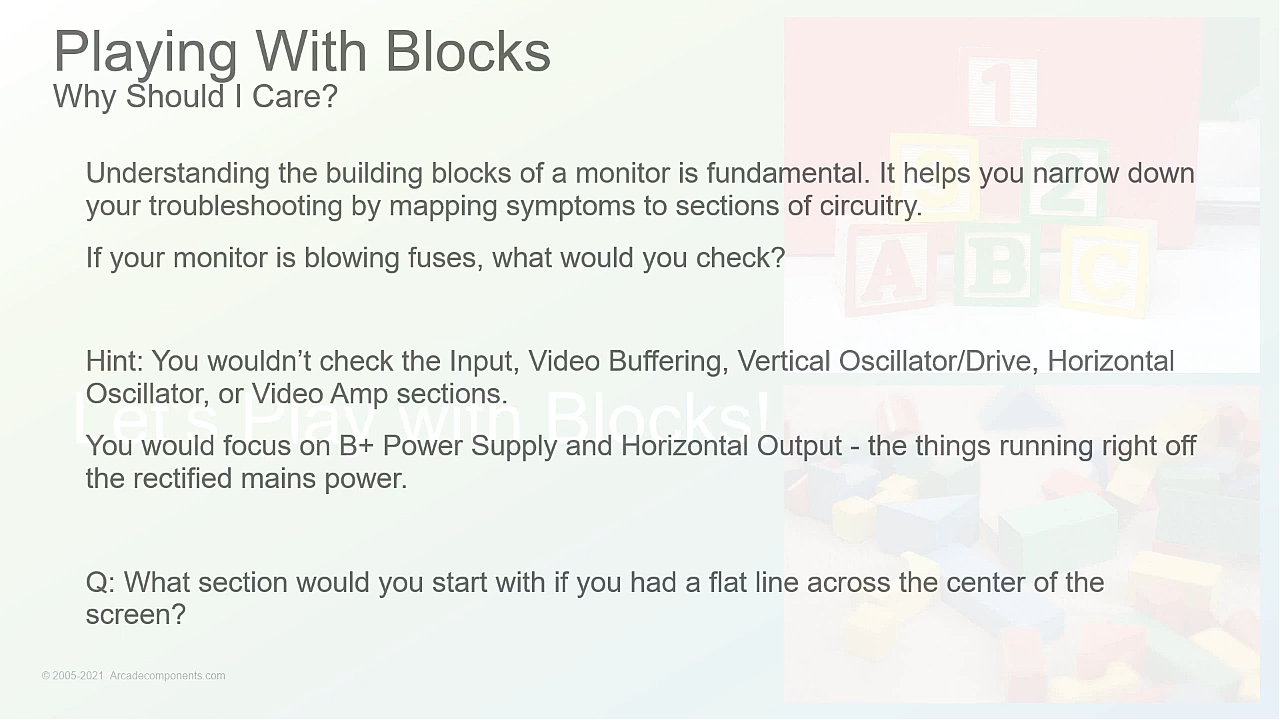 Playing With Blocks
Why Should I Care?
1
3 2
A B C
Understanding the building blocks of a monitor is fundamental. It helps you narrow down
your troubleshooting by mapping symptoms to sections of circuitry.
If your monitor is blowing fuses, what would you check?
Hint: You wouldn’t check the Input, Video Buffering, Vertical Oscillator/Drive, Horizontal
Oscillator, or Video Amp sections.
Let's Play with Blocks!
You would focus on B+ Power Supply and Horizontal Output - the things running right off
the rectified mains power.
Q: What section would you start with if you had a flat line across the center of the
screen?
© 2005-2021 Arcadecomponents.com